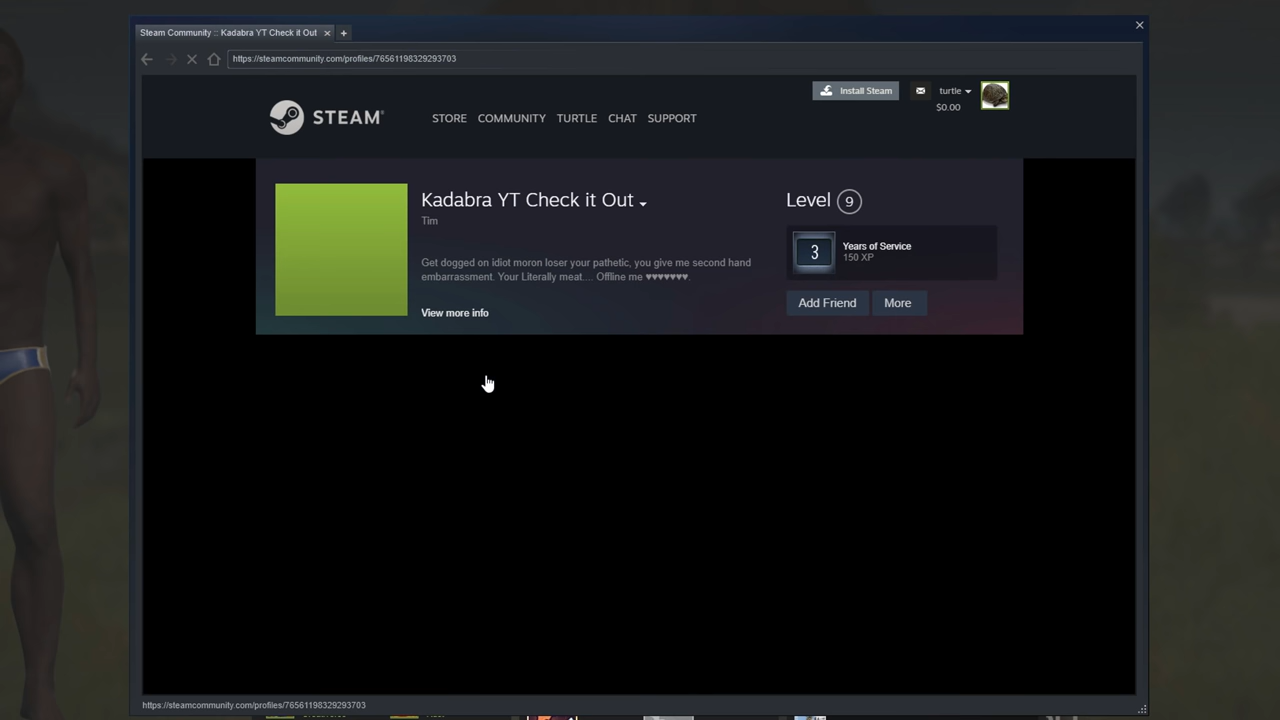 Steam Community :: Kadabra YT Check it Out
https://steamcommunity.com/profiles/76561198329293703
Install Steam
turtle
$0.00
STEAM®
STORE COMMUNITY TURTLE CHAT SUPPORT
Kadabra YT Check it Out
Tim
Get dogged on idiot moron loser your pathetic, you give me second hand
embarrassment. Your Literally meat.... Offline me ♥♥♥♥♥♥♥.
View more info
Level 9
3
Years of Service
150 XP
Add Friend More
https://steamcommunity.com/profiles/76561198329293703